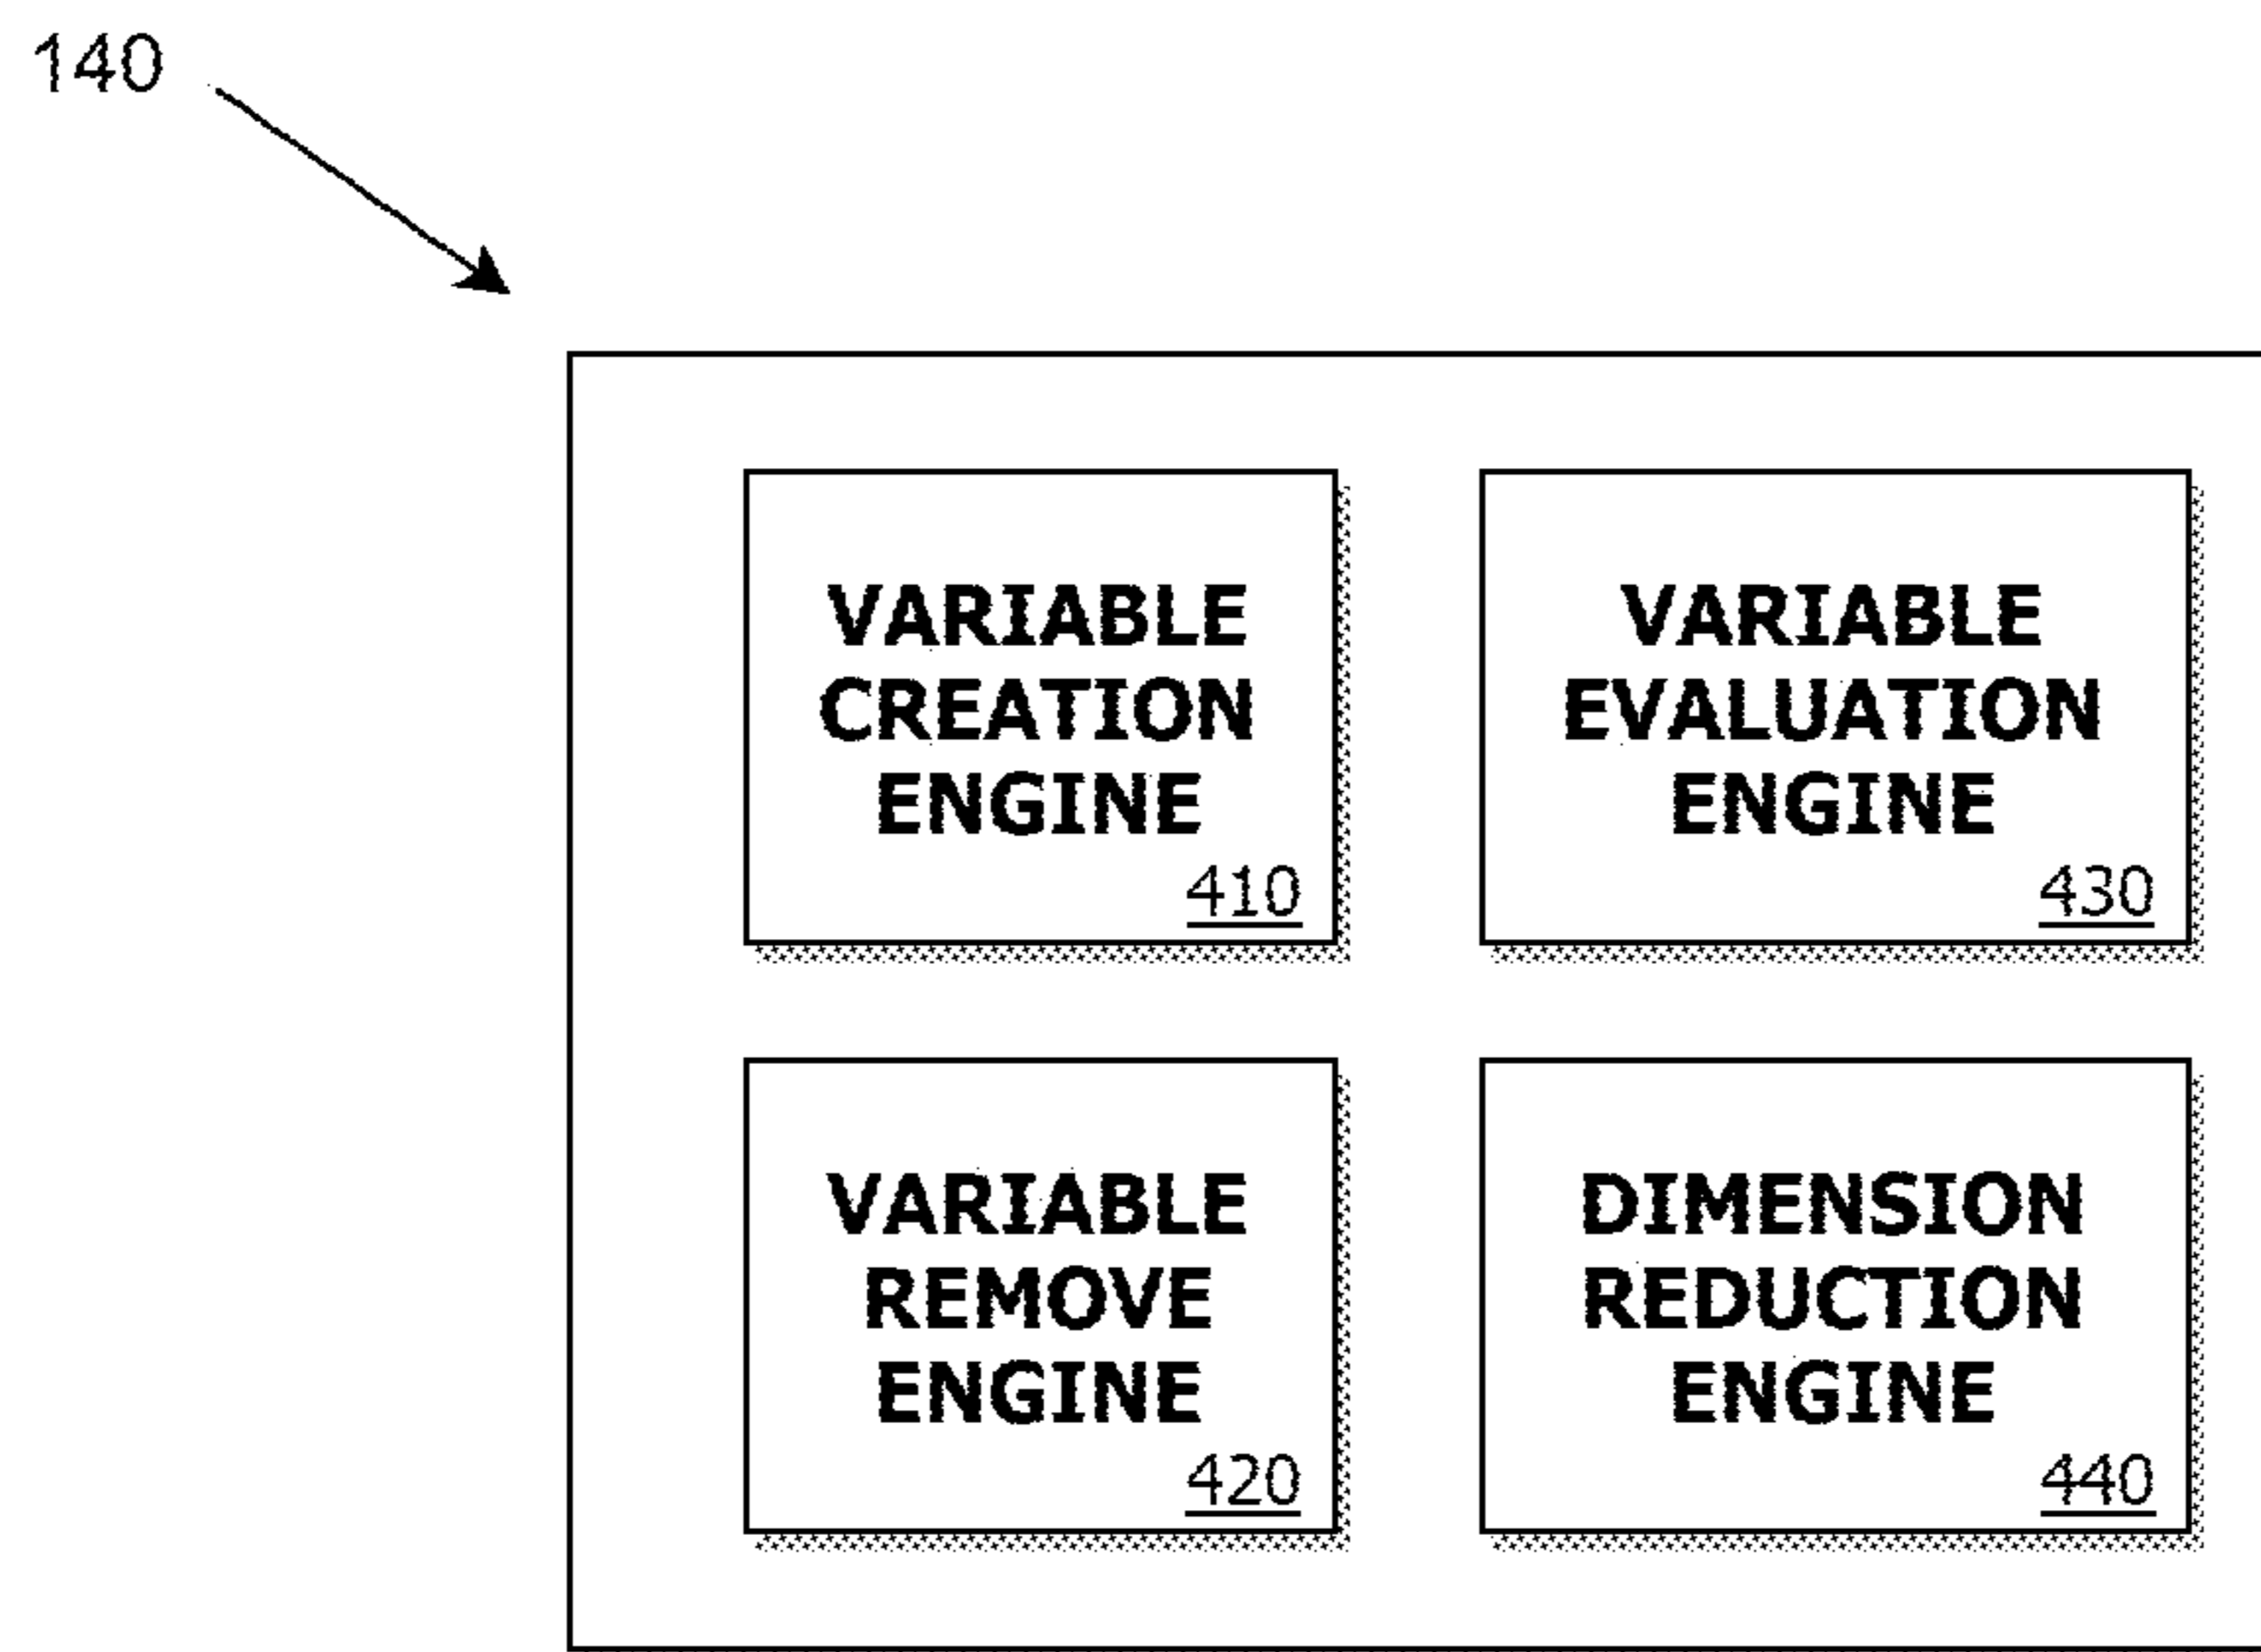 140
VARIABLE
CREATION
ENGINE
410
VARIABLE
EVALUATION
ENGINE
430
VARIABLE
REMOVE
ENGINE
420
DIMENSION
REDUCTION
ENGINE
440